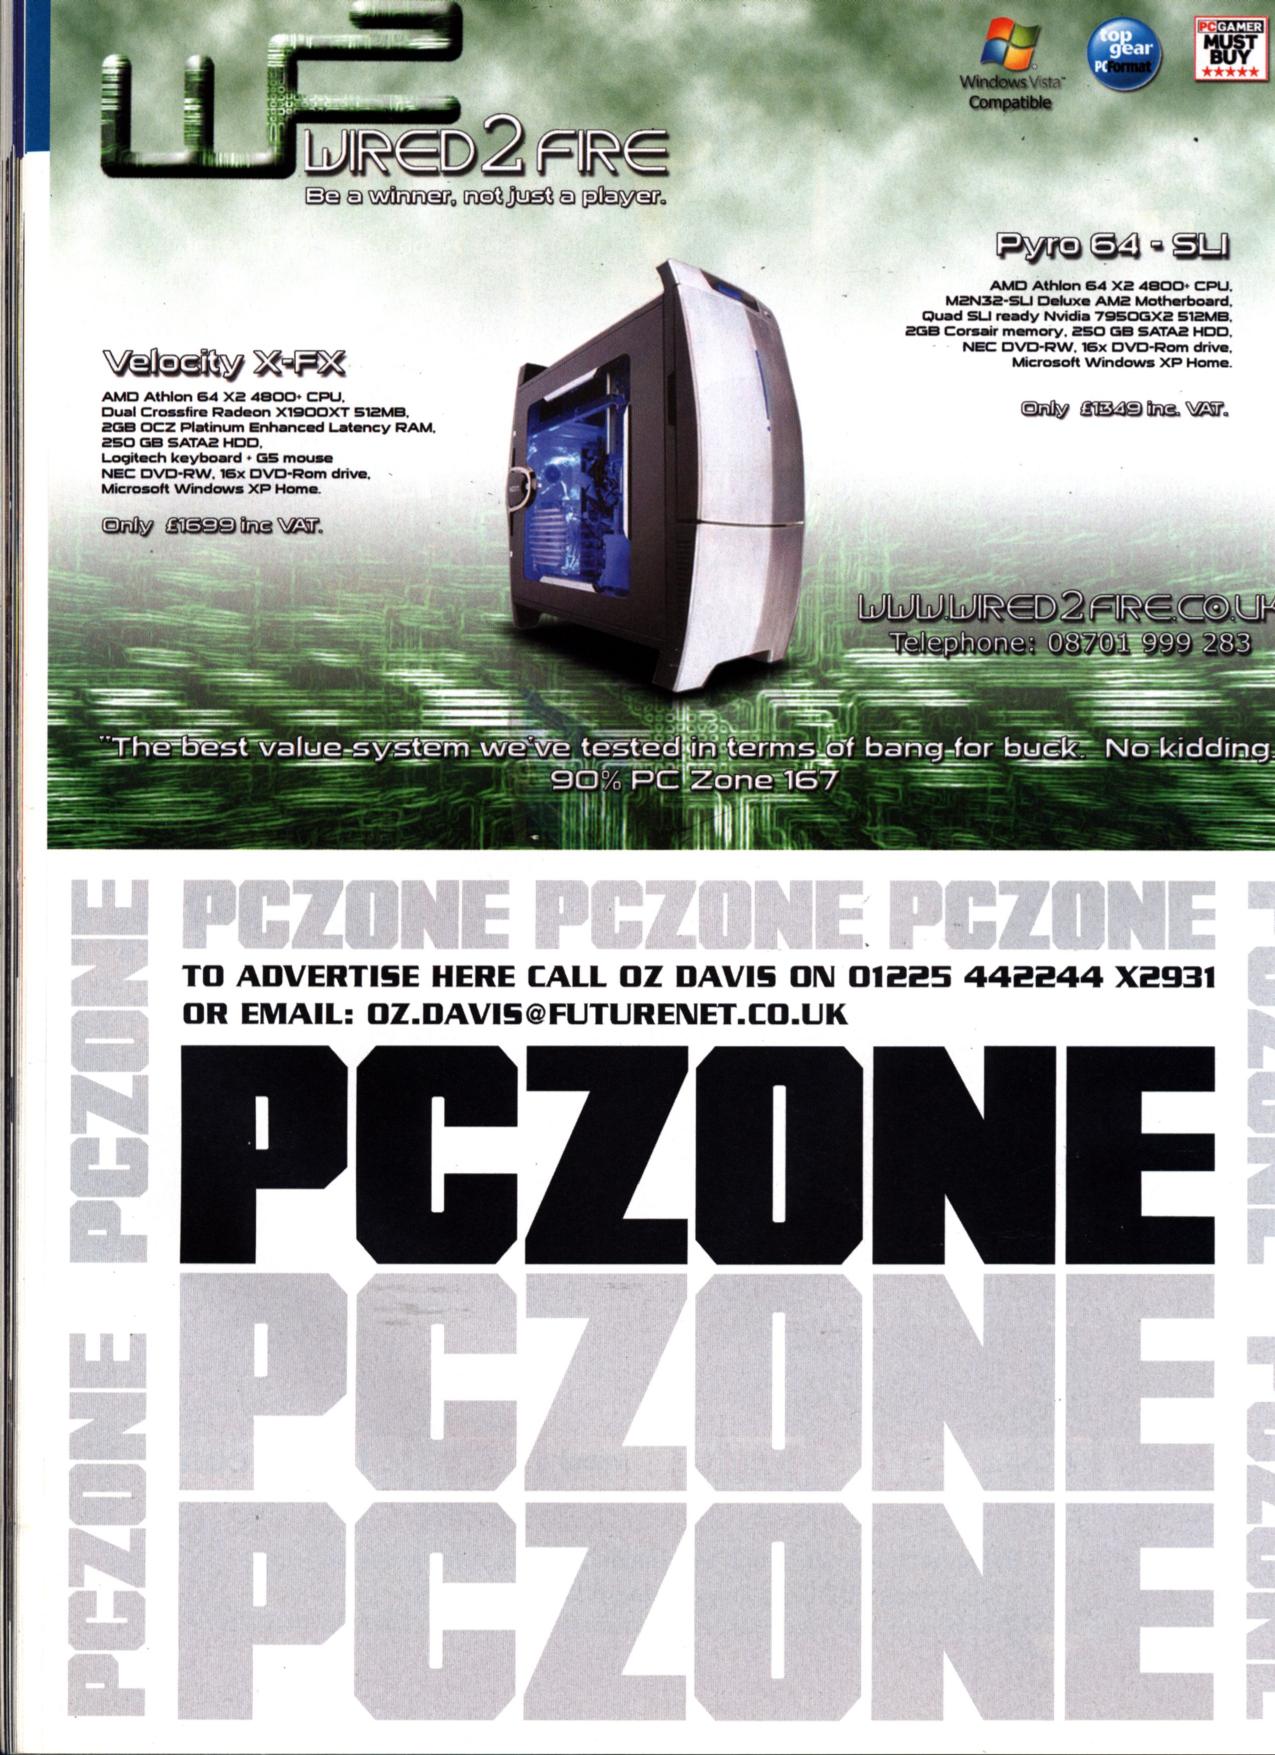 WF
WIRED2FIRE
Be a winner, not just a player.
Windows Vista™
Compatible
top
gear
PCFormat
PCGAMER
MUST
BUY
★★★★★
Pyro 64 - SLI
AMD Athlon 64 X2 4800+ CPU,
M2N32-SLI Deluxe AM2 Motherboard,
Quad SLI ready Nvidia 7950GX2 512MB,
2GB Corsair memory, 250 GB SATA2 HDD,
NEC DVD-RW, 16x DVD-Rom drive,
Microsoft Windows XP Home.
Only £1349 inc. VAT.
Velocity X-FX
AMD Athlon 64 X2 4800+ CPU,
Dual Crossfire Radeon X1900XT 512MB,
2GB OCZ Platinum Enhanced Latency RAM,
250 GB SATA2 HDD,
Logitech keyboard + G5 mouse
NEC DVD-RW, 16x DVD-Rom drive,
Microsoft Windows XP Home.
Only £1699 inc VAT.
WWW.WIRED2FIRE.CO.UK
Telephone: 08701 999 283
"The best value system we've tested in terms of bang for buck. No kidding.
90% PC Zone 167
PCZONE PCZONE PCZONE
TO ADVERTISE HERE CALL OZ DAVIS ON 01225 442244 X2931
OR EMAIL: OZ.DAVIS@FUTURENET.CO.UK
PCZONE
PCZONE
PCZONE
PCZONE
PCZONE
PCZONE
PCZONE